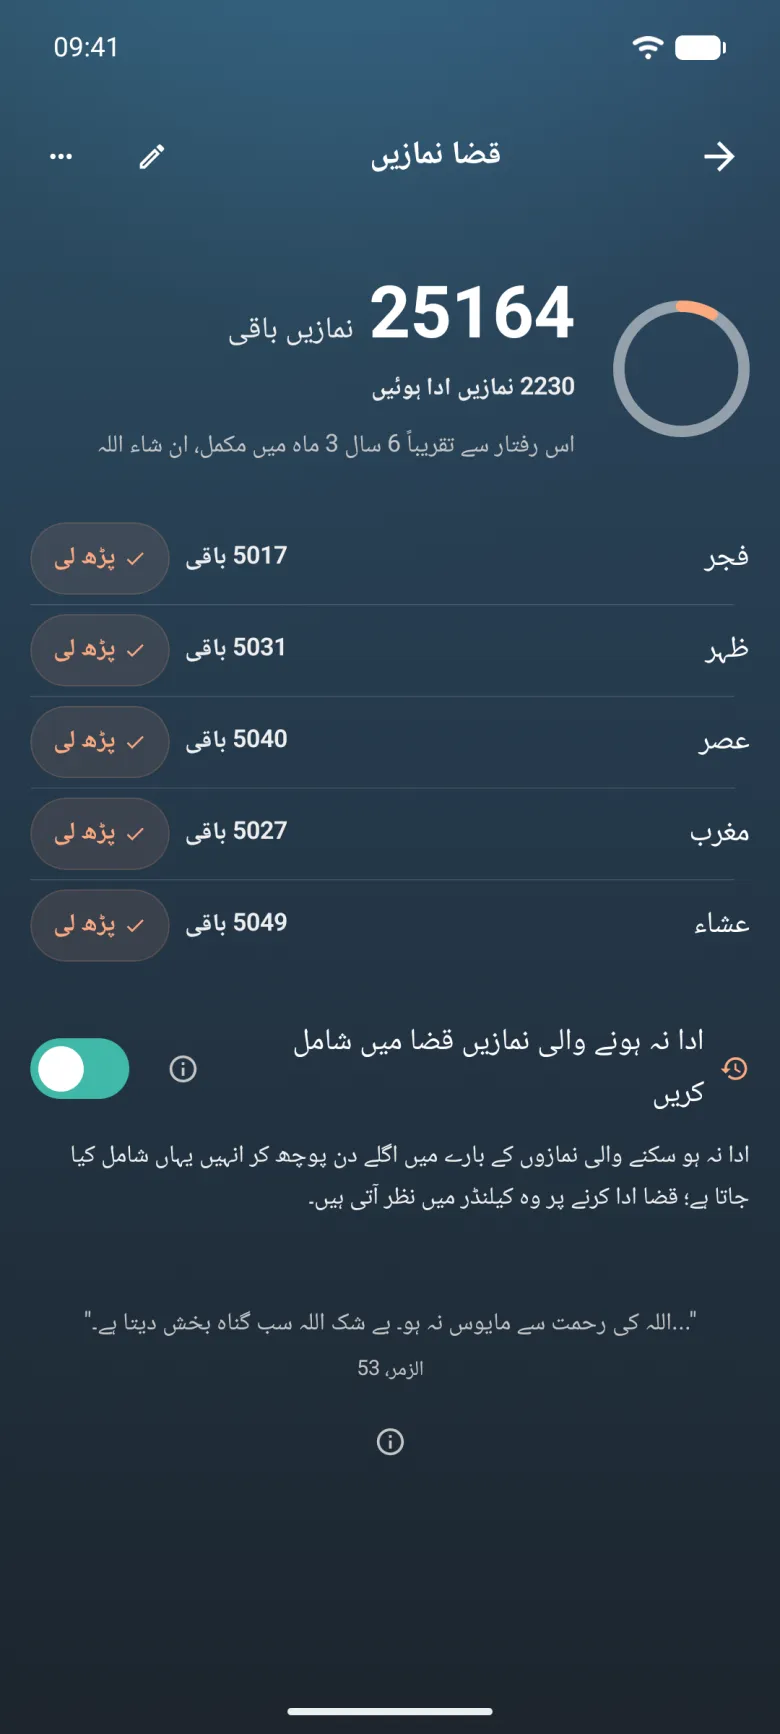 09:41
قضا نمازیں
25164 نمازیں باقی
2230 نمازیں ادا ہوئیں
اس رفتار سے تقریباً 6 سال 3 ماہ میں مکمل، ان شاء اللہ
فجر 5017 باقی پڑھ لی
ظہر 5031 باقی پڑھ لی
عصر 5040 باقی پڑھ لی
مغرب 5027 باقی پڑھ لی
عشاء 5049 باقی پڑھ لی
ادا نہ ہونے والی نمازیں قضا میں شامل
کریں
ادا نہ ہو سکنے والی نمازوں کے بارے میں اگلے دن پوچھ کر انہیں یہاں شامل کیا
جاتا ہے؛ قضا ادا کرنے پر وہ کیلنڈر میں نظر آتی ہیں۔
"...اللہ کی رحمت سے مایوس نہ ہو۔ بے شک اللہ سب گناہ بخش دیتا ہے۔"
الزمر، 53